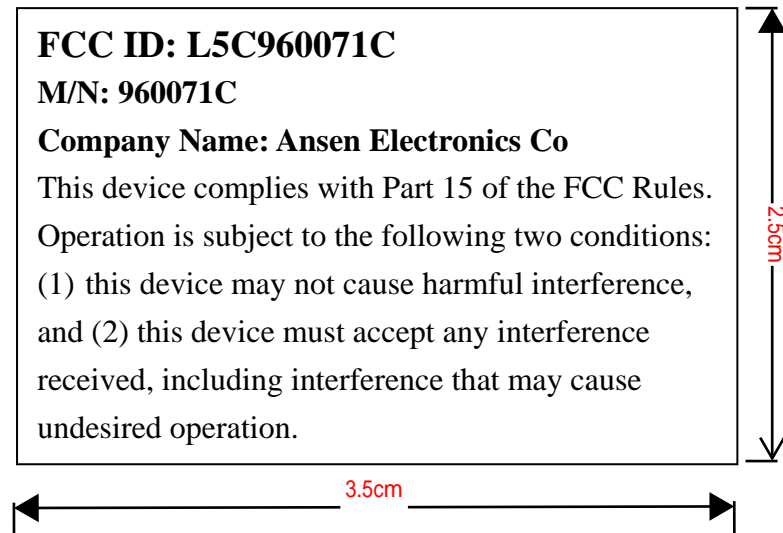 FCC ID: L5C960071C
M/N: 960071C
Company Name: Ansen Electronics Co
This device complies with Part 15 of the FCC Rules.
Operation is subject to the following two conditions:
(1) this device may not cause harmful interference,
and (2) this device must accept any interference
received, including interference that may cause
undesired operation.
2.5cm
3.5cm